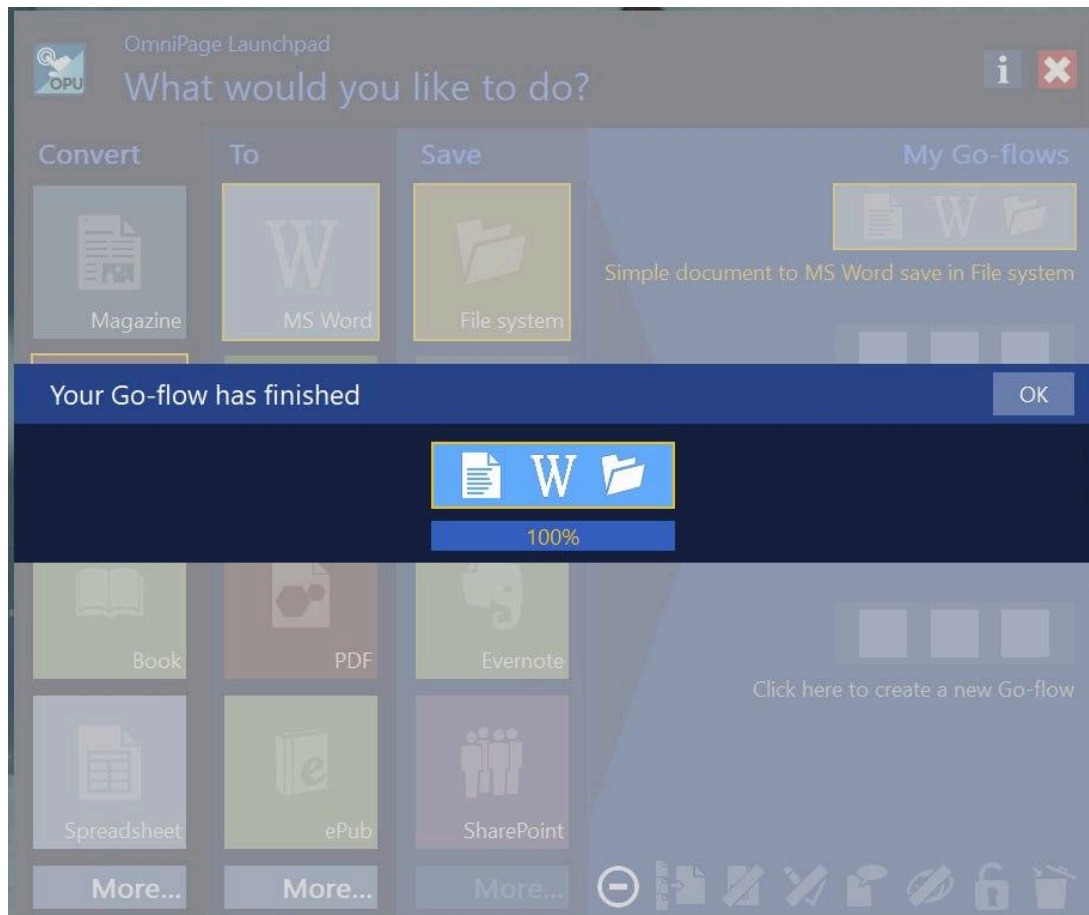 OPU
OmniPage Launchpad
What would you like to do?
i
Convert
To
Save
My Go-flows
Magazine
W
MS Word
File system
W
Simple document to MS Word save in File system
Your Go-flow has finished
OK
W
100%
Book
PDF
Evernote
Click here to create a new Go-flow
Spreadsheet
e
ePub
SharePoint
More...
More...
More...